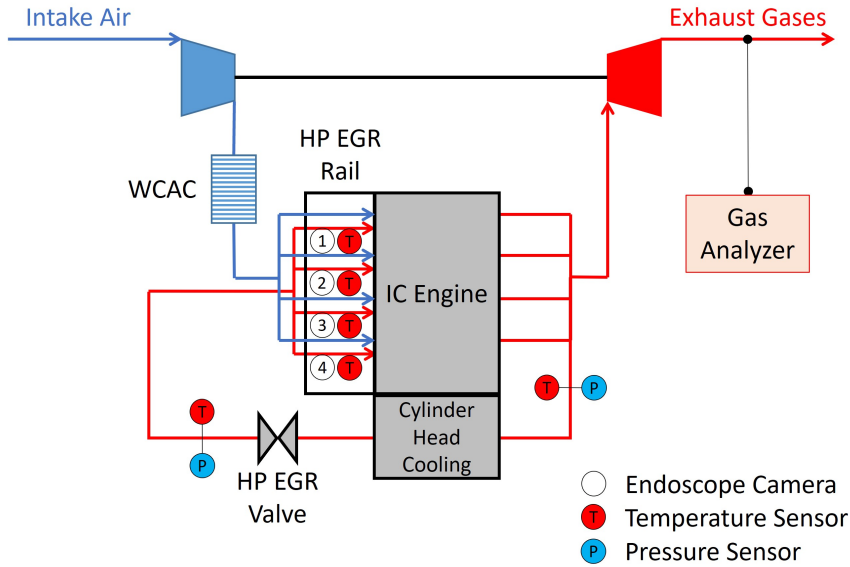 Intake Air
Exhaust Gases
HP EGR
Rail
WCAC
Gas
Analyzer
1 T
2 T
IC Engine
3 T
4 T
T P
Cylinder
Head
Cooling
T
P
HP EGR
Valve
Endoscope Camera
T Temperature Sensor
P Pressure Sensor